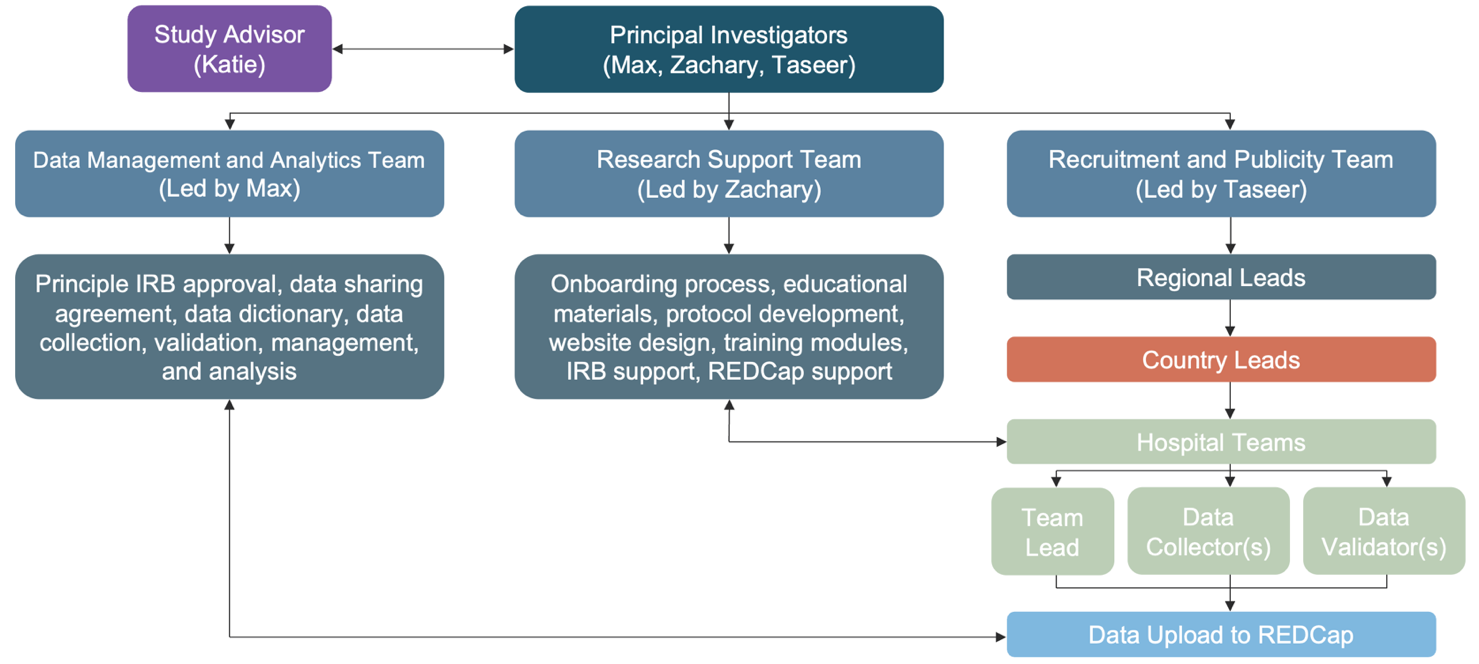 Study Advisor
(Katie)
Principal Investigators
(Max, Zachary, Taseer)
Data Management and Analytics Team
(Led by Max)
Research Support Team
(Led by Zachary)
Recruitment and Publicity Team
(Led by Taseer)
Principle IRB approval, data sharing
agreement, data dictionary, data
collection, validation, management,
and analysis
Onboarding process, educational
materials, protocol development,
website design, training modules,
IRB support, REDCap support
Regional Leads
Country Leads
Hospital Teams
Team
Lead
Data
Collector(s)
Data
Validator(s)
Data Upload to REDCap